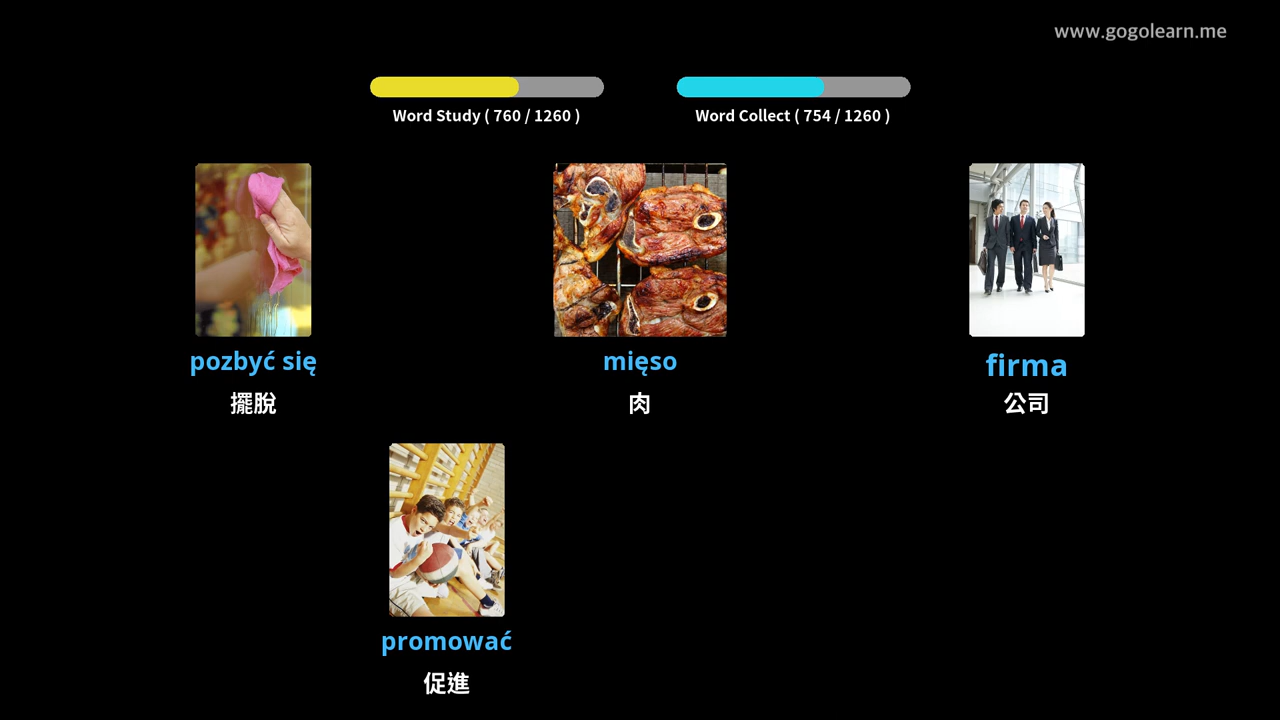 www.gogolearn.me
Word Study ( 760 / 1260 )
Word Collect ( 754 / 1260 )
pozbyć się
擺脫
mięso
肉
firma
公司
promować
促進